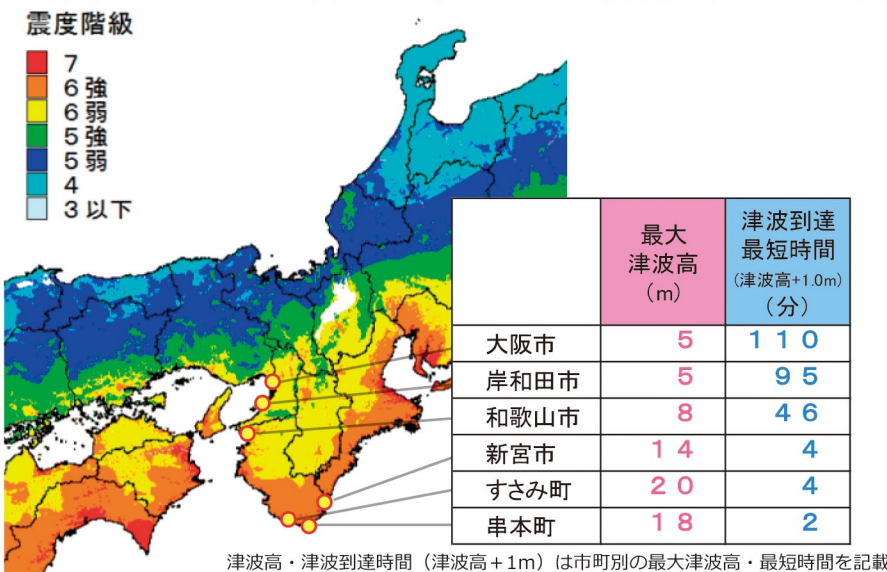 震度階級
7
6強
6弱
5強
5弱
4
3以下
最大
津波高
(m)
津波到達
最短時間
(津波高+1.0m)
(分)
大阪市 5 110
岸和田市 5 95
和歌山市 8 46
新宮市 14 4
すさみ町 20 4
串本町 18 2
津波高・津波到達時間（津波高+1m）は市町別の最大津波高・最短時間を記載